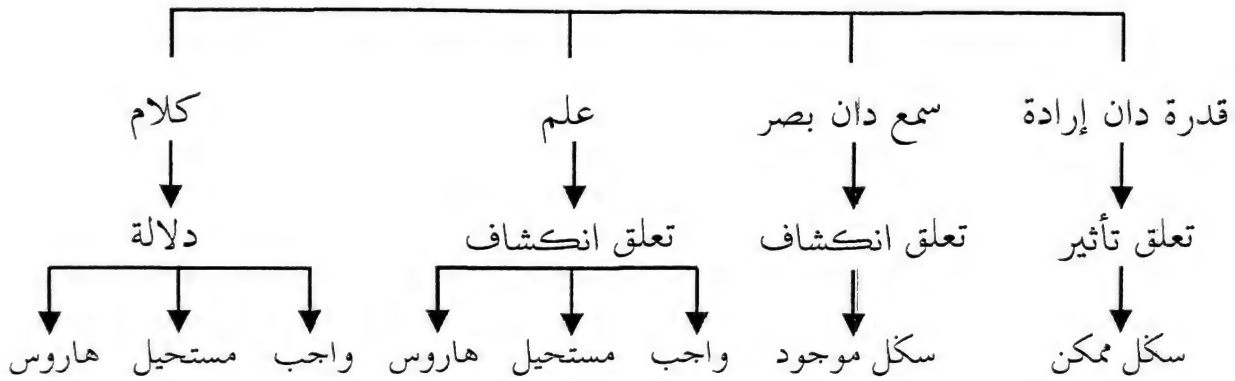 قدرة دان إرادة سمع دان بصر علم كلام
تعلق تأثير تعلق انكشاف تعلق انكشاف دلالة
سكل ممكن سكل موجود واجب مستحيل هاروس واجب مستحيل هاروس